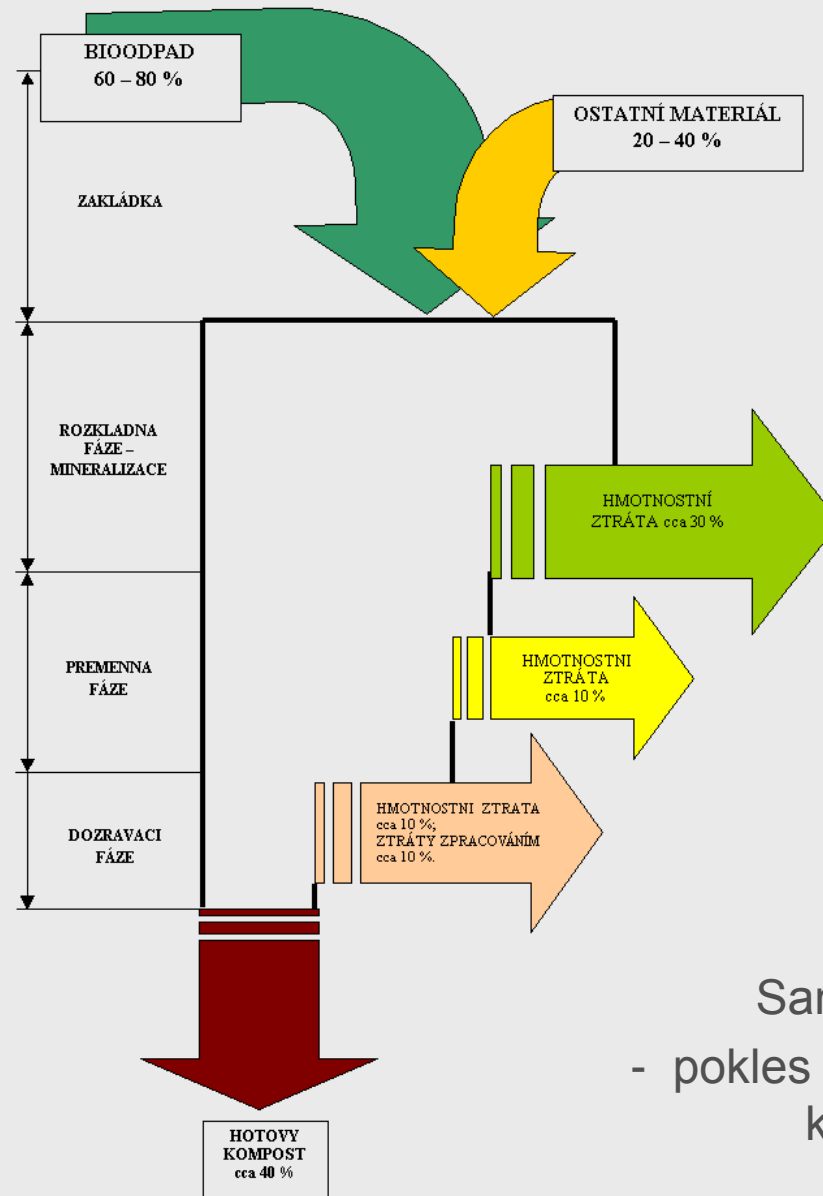 BIOODPAD
60 – 80 %
OSTATNÍ MATERIÁL
20 – 40 %
ZAKLÁDKA
ROZKLADNA
FÁZE –
MINERALIZACE
HMOTNOSTNÍ
ZTRÁTA cca 30 %
PREMENNA
FÁZE
HMOTNOSTNI
ZTRÁTA
cca 10 %
DOZRAVACI
FÁZE
HMOTNOSTNI ZTRATA
cca 10 %;
ZTRÁTY ZPRACOVÁNÍM
cca 10 %.
- pokles
HOTOVY
KOMPOST
cca 40 %